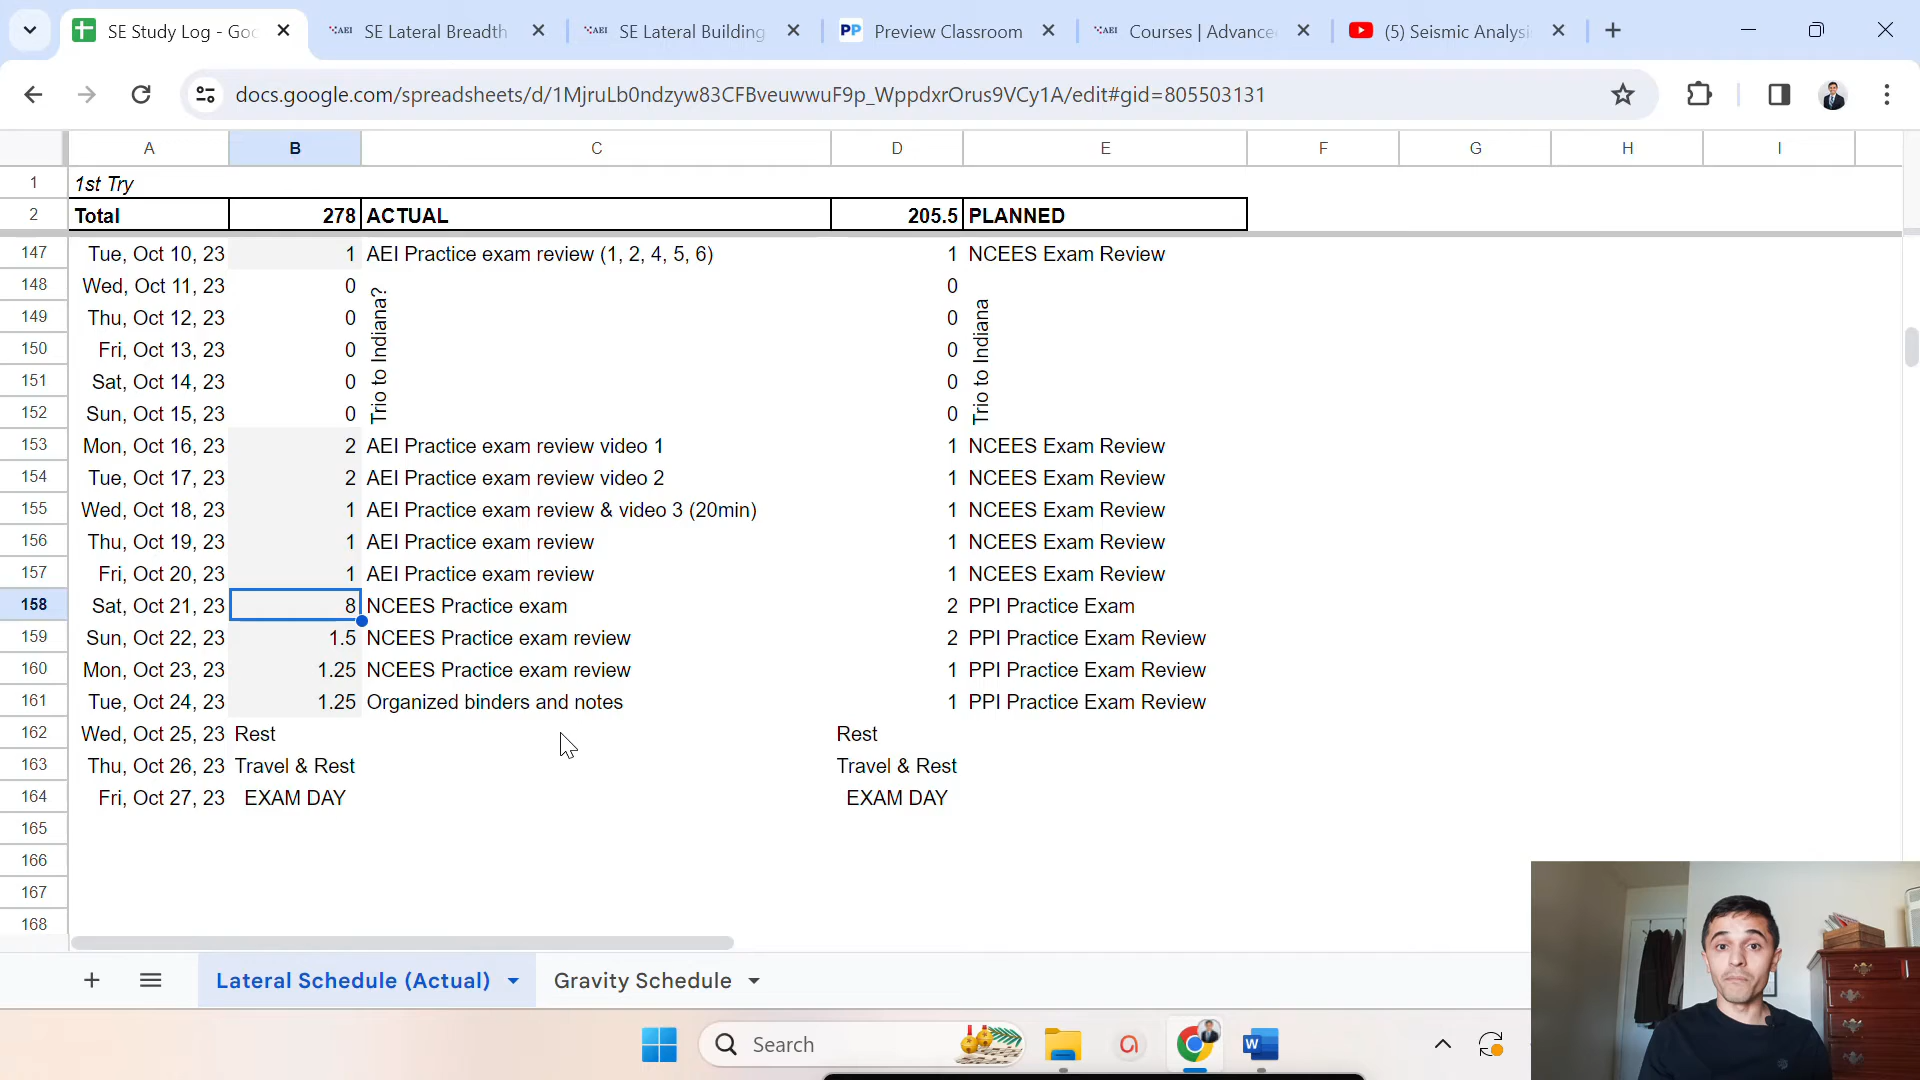 SE Study Log - Goo
SE Lateral Breadth
SE Lateral Building
Preview Classroom
Courses | Advance
(5) Seismic Analysi
docs.google.com/spreadsheets/d/1MjruLb0ndzyw83CFBveuwwuF9p_WppdxrOrus9VCy1A/edit#gid=805503131
A B C D E F G H I
1 1st Try
2 Total 278 ACTUAL 205.5 PLANNED
147 Tue, Oct 10, 23 1 AEI Practice exam review (1, 2, 4, 5, 6) 1 NCEES Exam Review
148 Wed, Oct 11, 23 0 0
149 Thu, Oct 12, 23 0 0
150 Fri, Oct 13, 23 0 0
151 Sat, Oct 14, 23 0 0
152 Sun, Oct 15, 23 0 0
Trio to Indiana?
Trio to Indiana
153 Mon, Oct 16, 23 2 AEI Practice exam review video 1 1 NCEES Exam Review
154 Tue, Oct 17, 23 2 AEI Practice exam review video 2 1 NCEES Exam Review
155 Wed, Oct 18, 23 1 AEI Practice exam review & video 3 (20min) 1 NCEES Exam Review
156 Thu, Oct 19, 23 1 AEI Practice exam review 1 NCEES Exam Review
157 Fri, Oct 20, 23 1 AEI Practice exam review 1 NCEES Exam Review
158 Sat, Oct 21, 23 8 NCEES Practice exam 2 PPI Practice Exam
159 Sun, Oct 22, 23 1.5 NCEES Practice exam review 2 PPI Practice Exam Review
160 Mon, Oct 23, 23 1.25 NCEES Practice exam review 1 PPI Practice Exam Review
161 Tue, Oct 24, 23 1.25 Organized binders and notes 1 PPI Practice Exam Review
162 Wed, Oct 25, 23 Rest Rest
163 Thu, Oct 26, 23 Travel & Rest Travel & Rest
164 Fri, Oct 27, 23 EXAM DAY EXAM DAY
165
166
167
168
Lateral Schedule (Actual) Gravity Schedule
Search